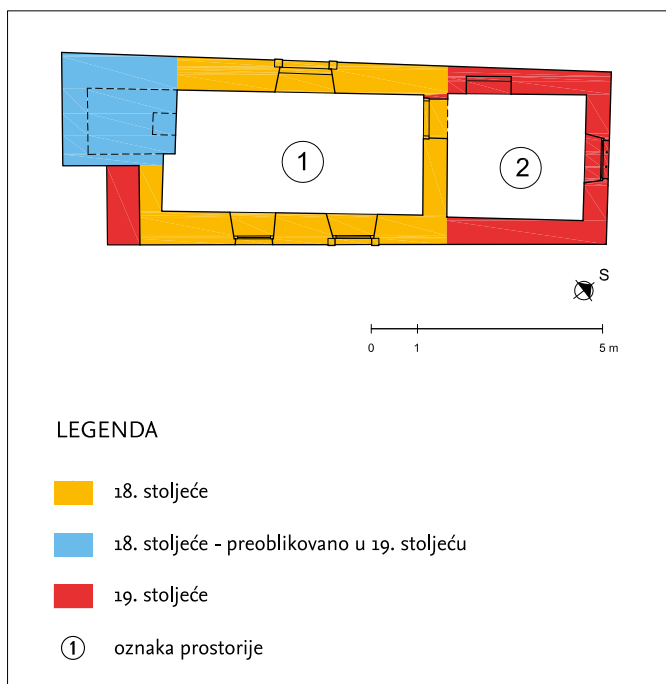 1
2
S
0 1 5 m
LEGENDA
18. stoljeće
18. stoljeće - preoblikovano u 19. stoljeću
19. stoljeće
1 oznaka prostorije